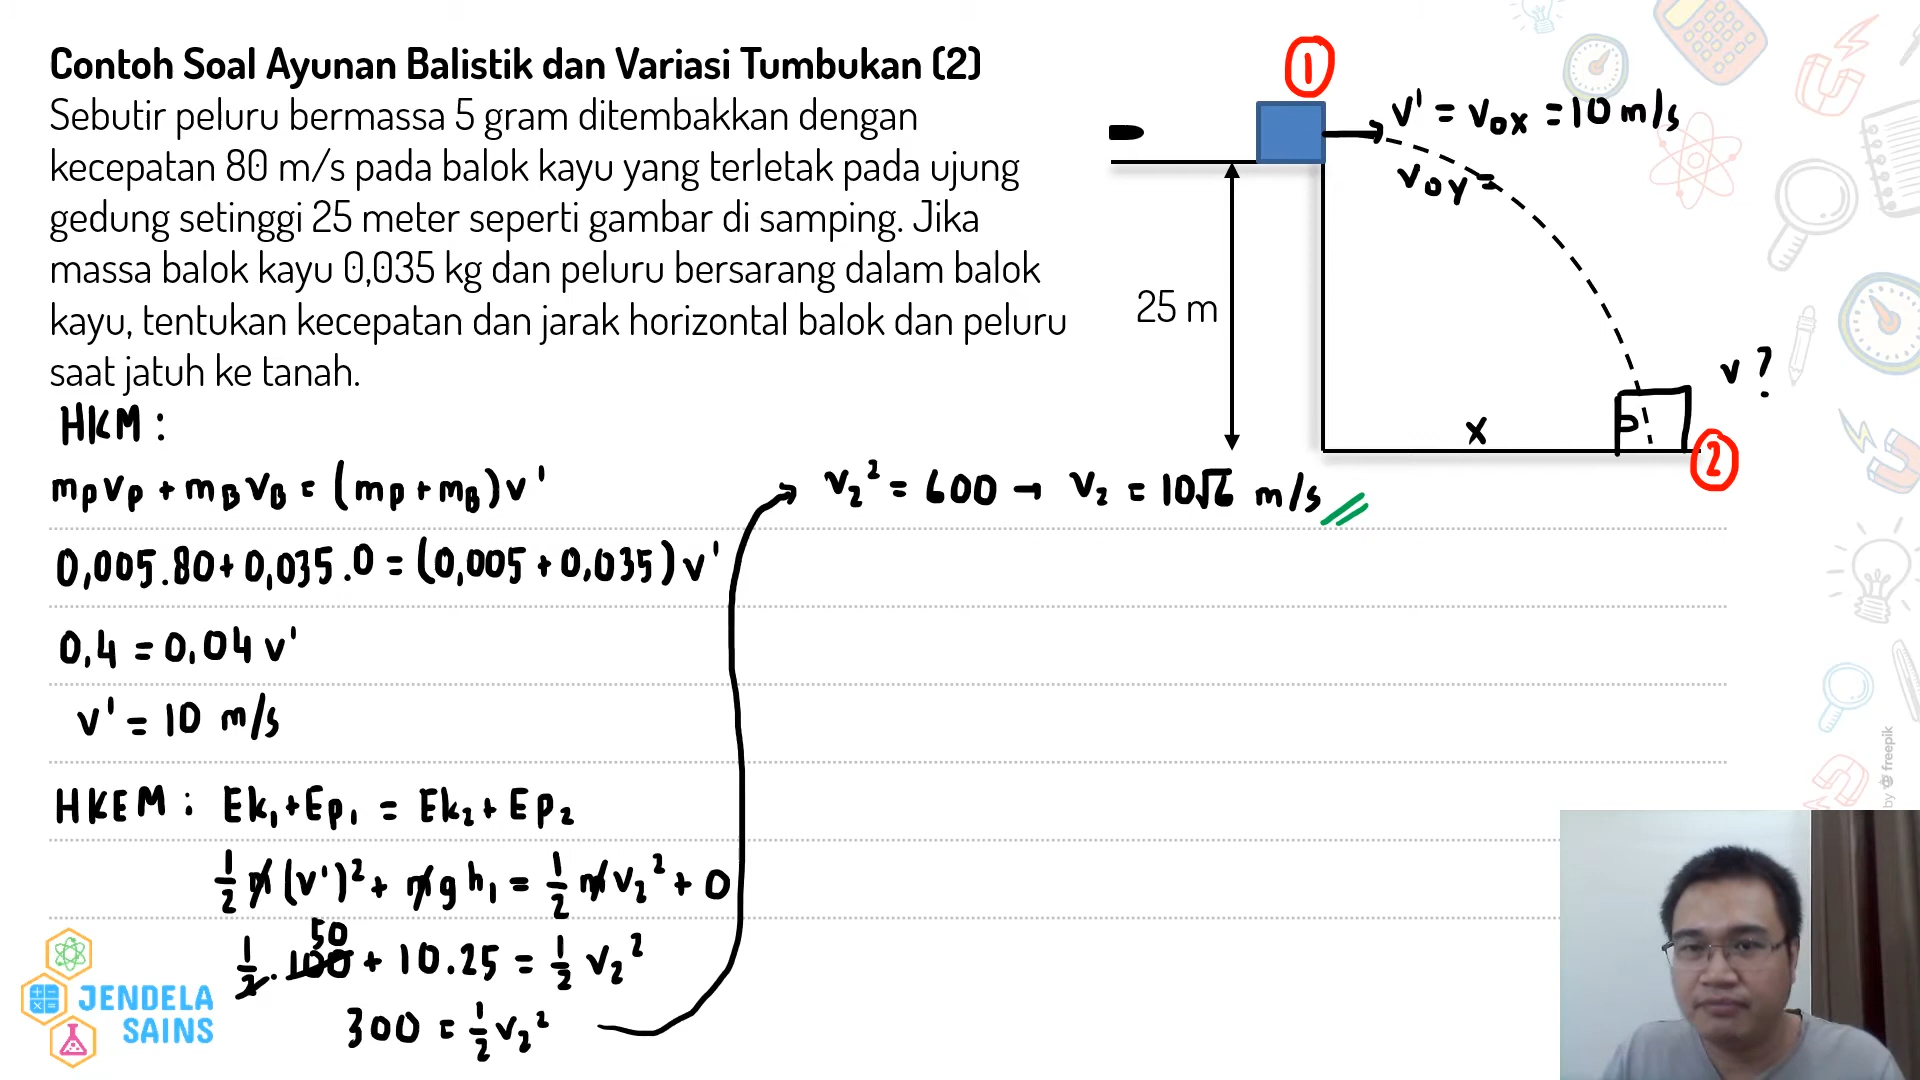 Contoh Soal Ayunan Balistik dan Variasi Tumbukan (2)
Sebutir peluru bermassa 5 gram ditembakkan dengan
kecepatan 80 m/s pada balok kayu yang terletak pada ujung
gedung setinggi 25 meter seperti gambar di samping. Jika
massa balok kayu 0,035 kg dan peluru bersarang dalam balok
kayu, tentukan kecepatan dan jarak horizontal balok dan peluru
saat jatuh ke tanah.
1
v' = v0x = 10 m/s
v0y =
25 m
v ?
x
2
HKM :
mPvP + mBvB = (mP + mB)v'
0,005.80 + 0,035.0 = (0,005 + 0,035)v'
0,4 = 0,04 v'
v' = 10 m/s
HKEM : Ek1 + Ep1 = Ek2 + Ep2
1/2 m(v')² + mgh1 = 1/2 mv2² + 0
50
1/2 . 100 + 10.25 = 1/2 v2²
300 = 1/2 v2²
v2² = 600 → v2 = 10√6 m/s
JENDELA
SAINS
by freepik